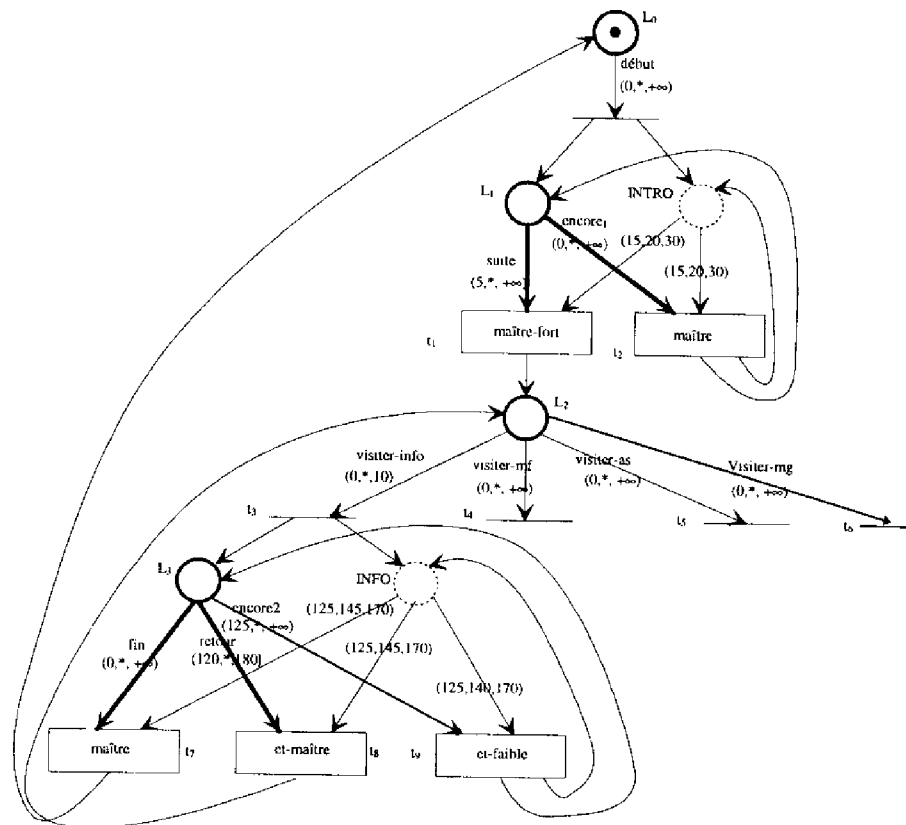 L₀
début
(0,*,+∞)
L₁
INTRO
encore₁
(0,*, +∞)
(15,20,30)
(15,20,30)
suite
(5,*, +∞)
maître-fort
maître
t₁
t₂
L₂
visiter-info
(0,*,10)
visiter-mf
(0,*, +∞)
visiter-as
(0,*, +∞)
Visiter-mg
(0,*, +∞)
t₃
t₄
t₅
t₆
L₃
INFO
encore2
(125,*, +∞)
(125,145,170)
fin
(0,*, +∞)
retour
(120,*,180]
(125,145,170)
(125,140,170)
maître
t₇
et-maître
t₈
t₉
et-faible